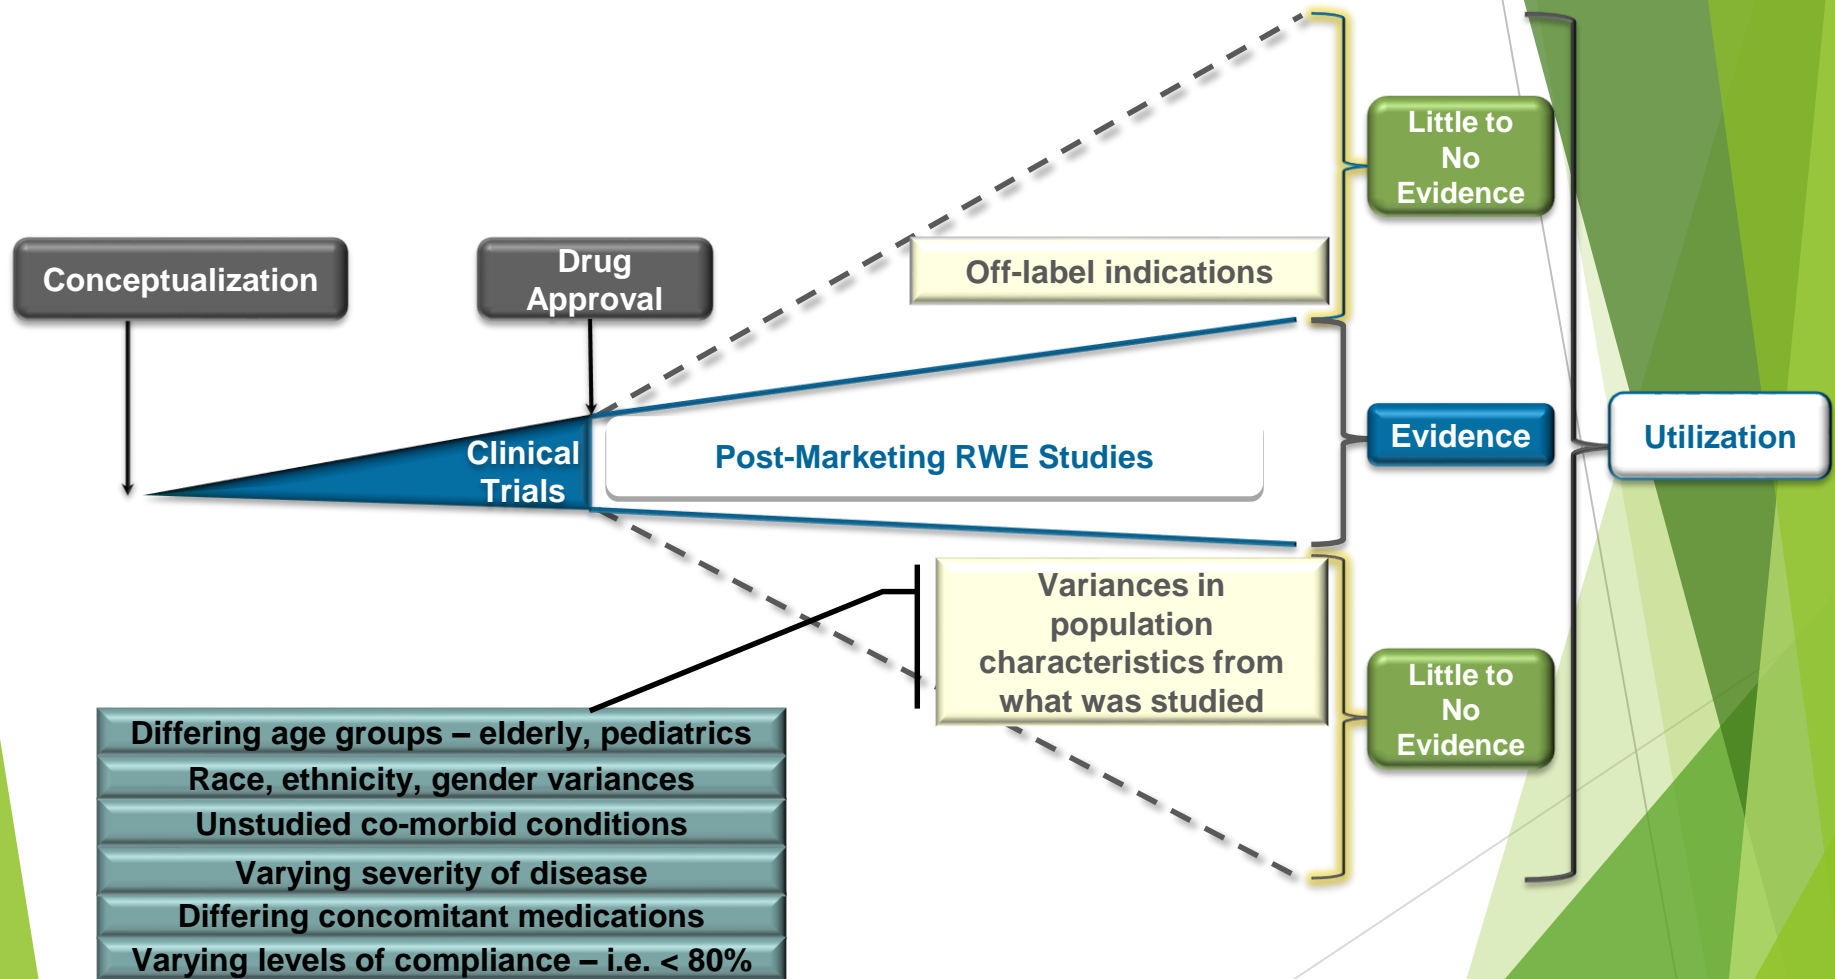 Little to
No
Evidence
Conceptualization
Drug
Approval
Off-label indications
Clinical
Trials
Post-Marketing RWE Studies
Evidence
Utilization
Variances in
population
characteristics from
what was studied
Little to
No
Evidence
Differing age groups – elderly, pediatrics
Race, ethnicity, gender variances
Unstudied co-morbid conditions
Varying severity of disease
Differing concomitant medications
Varying levels of compliance – i.e. < 80%